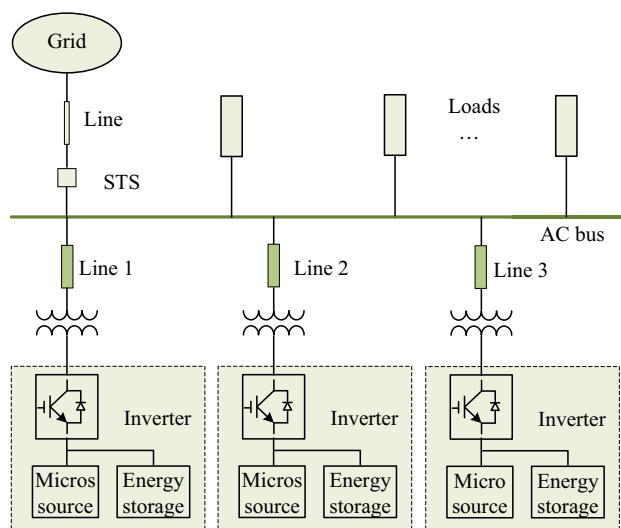 Grid
Line
Loads
...
STS
AC bus
Line 1
Line 2
Line 3
Inverter
Inverter
Inverter
Micros
source
Energy
storage
Micros
source
Energy
storage
Micro
source
Energy
storage